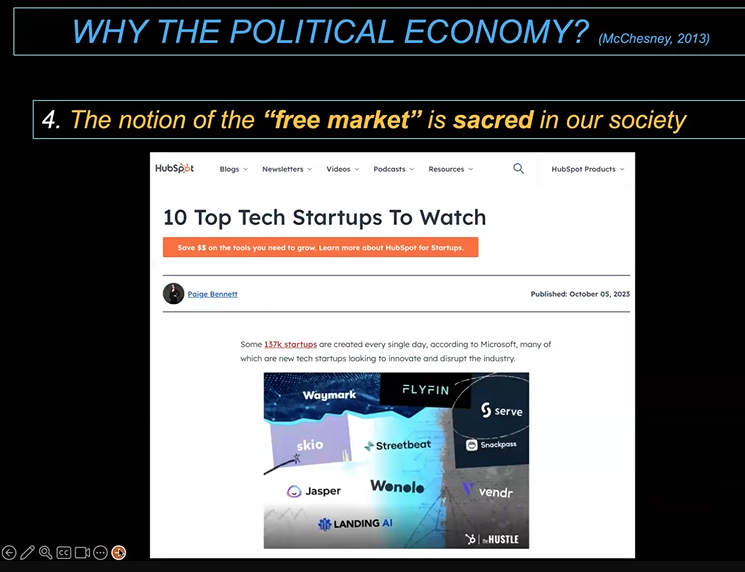 WHY THE POLITICAL ECONOMY? (McChesney, 2013)
4. The notion of the “free market” is sacred in our society
HubSpot Blogs Newsletters Videos Podcasts Resources HubSpot Products
10 Top Tech Startups To Watch
Save $$ on the tools you need to grow. Learn more about HubSpot for Startups.
Paige Bennett Published: October 05, 2023
Some 137k startups are created every single day, according to Microsoft, many of
which are new tech startups looking to innovate and disrupt the industry.
Waymark FLYFIN
serve
skio Streetbeat Snackpass
Jasper Wonolo vendr
LANDING AI
the HUSTLE
CC